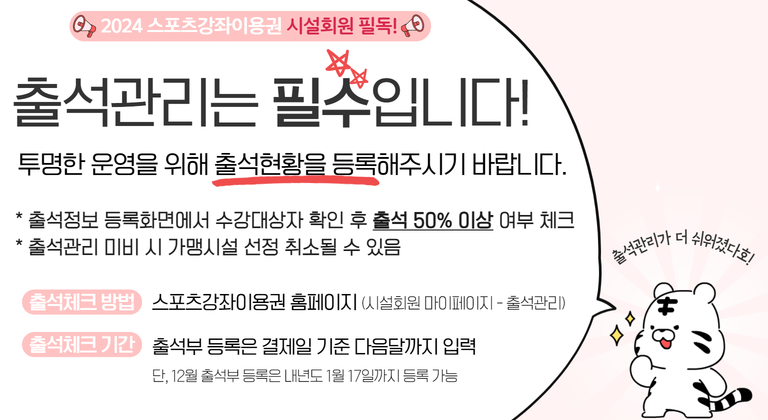 2024 스포츠강좌이용권 시설회원 필독!
출석관리는 필수입니다!
투명한 운영을 위해 출석현황을 등록해주시기 바랍니다.
* 출석정보 등록화면에서 수강대상자 확인 후 출석 50% 이상 여부 체크
* 출석관리 미비 시 가맹시설 선정 취소될 수 있음
출석체크 방법 스포츠강좌이용권 홈페이지 (시설회원 마이페이지 - 출석관리)
출석체크 기간 출석부 등록은 결제일 기준 다음달까지 입력
단, 12월 출석부 등록은 내년도 1월 17일까지 등록 가능
출석관리가 더 쉬워졌다호!